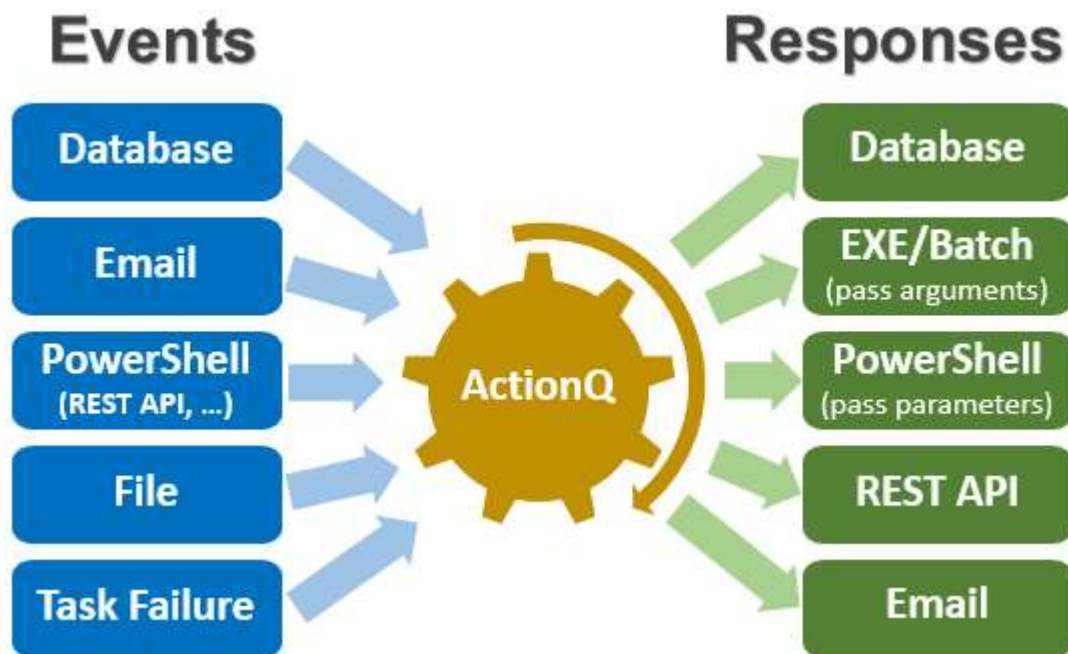 Events
Responses
Database
Email
PowerShell
(REST API, ...)
File
Task Failure
ActionQ
Database
EXE/Batch
(pass arguments)
PowerShell
(pass parameters)
REST API
Email